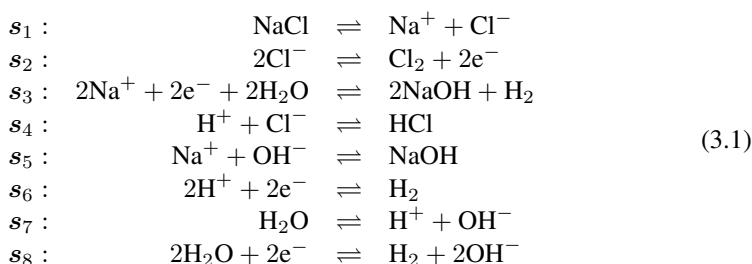 s₁ : NaCl ⇌ Na⁺ + Cl⁻
s₂ : 2Cl⁻ ⇌ Cl₂ + 2e⁻
s₃ : 2Na⁺ + 2e⁻ + 2H₂O ⇌ 2NaOH + H₂
s₄ : H⁺ + Cl⁻ ⇌ HCl
s₅ : Na⁺ + OH⁻ ⇌ NaOH
s₆ : 2H⁺ + 2e⁻ ⇌ H₂
s₇ : H₂O ⇌ H⁺ + OH⁻
s₈ : 2H₂O + 2e⁻ ⇌ H₂ + 2OH⁻
(3.1)